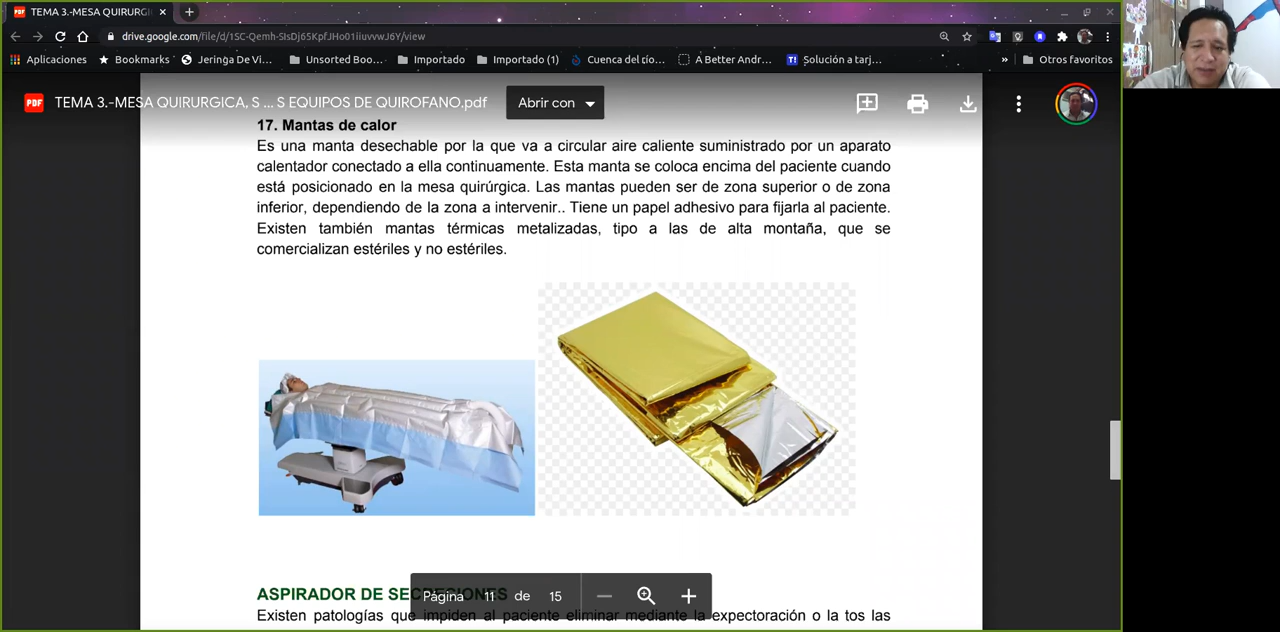 TEMA 3.-MESA QUIRURGI
drive.google.com/file/d/1SC-Qemh-SIsDj65KpfJHo01iiuvvwJ6Y/view
Aplicaciones Bookmarks Jeringa De Vi... Unsorted Boo... Importado Importado (1) Cuenca del río... A Better Andr... Solución a tarj... » Otros favoritos
PDF TEMA 3.-MESA QUIRURGICA, S ... S EQUIPOS DE QUIROFANO.pdf Abrir con
17. Mantas de calor
Es una manta desechable por la que va a circular aire caliente suministrado por un aparato
calentador conectado a ella continuamente. Esta manta se coloca encima del paciente cuando
está posicionado en la mesa quirúrgica. Las mantas pueden ser de zona superior o de zona
inferior, dependiendo de la zona a intervenir.. Tiene un papel adhesivo para fijarla al paciente.
Existen también mantas térmicas metalizadas, tipo a las de alta montaña, que se
comercializan estériles y no estériles.
ASPIRADOR DE SECRECIONES
Página 11 de 15
Existen patologías que impiden al paciente eliminar mediante la expectoración o la tos las